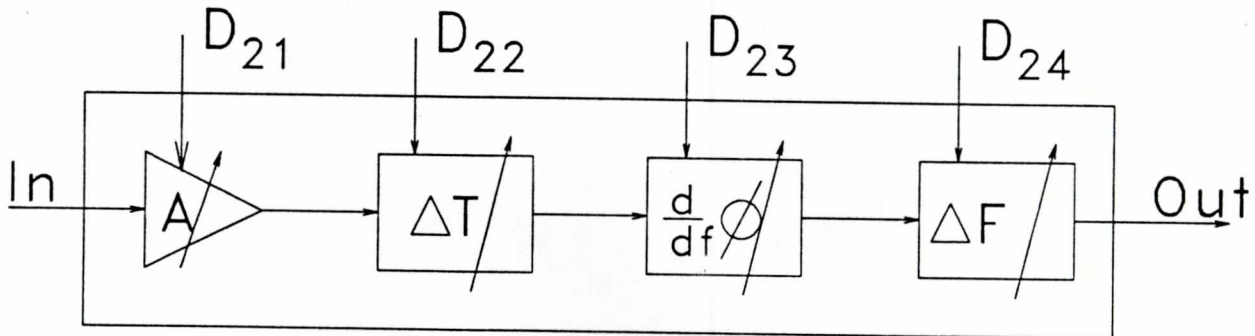 D21 D22 D23 D24
In A ΔT d/df ϕ ΔF Out